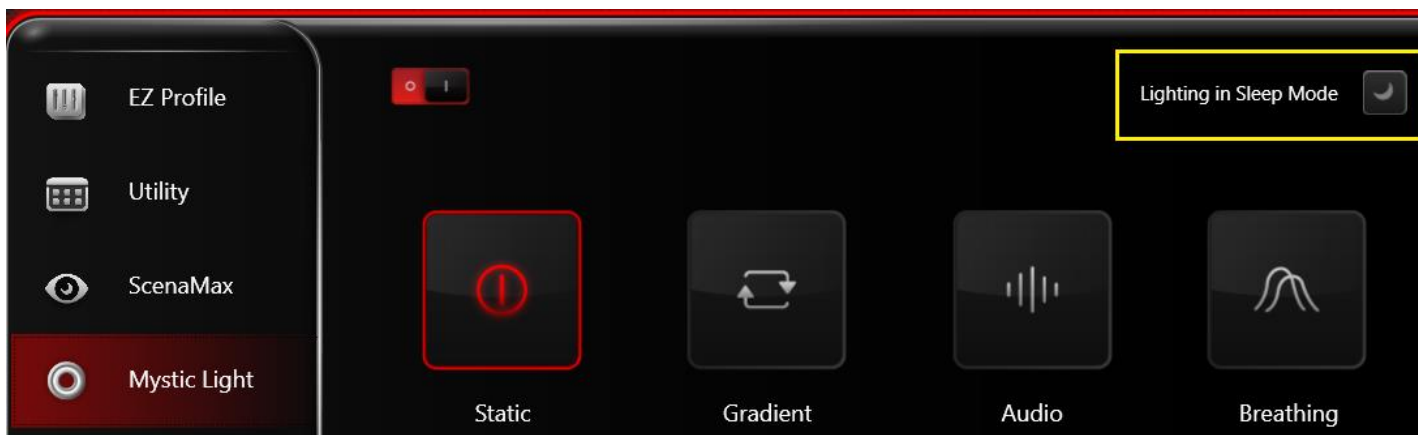 EZ Profile
Utility
ScenaMax
Mystic Light
Lighting in Sleep Mode
Static
Gradient
Audio
Breathing